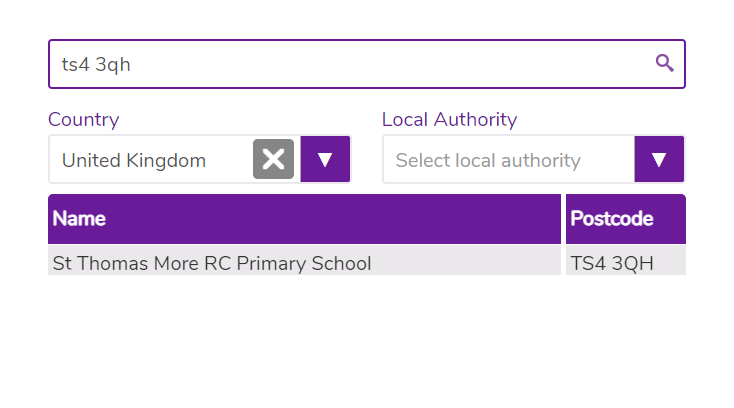 ts4 3qh
Country
Local Authority
United Kingdom
Select local authority
Name
Postcode
St Thomas More RC Primary School
TS4 3QH